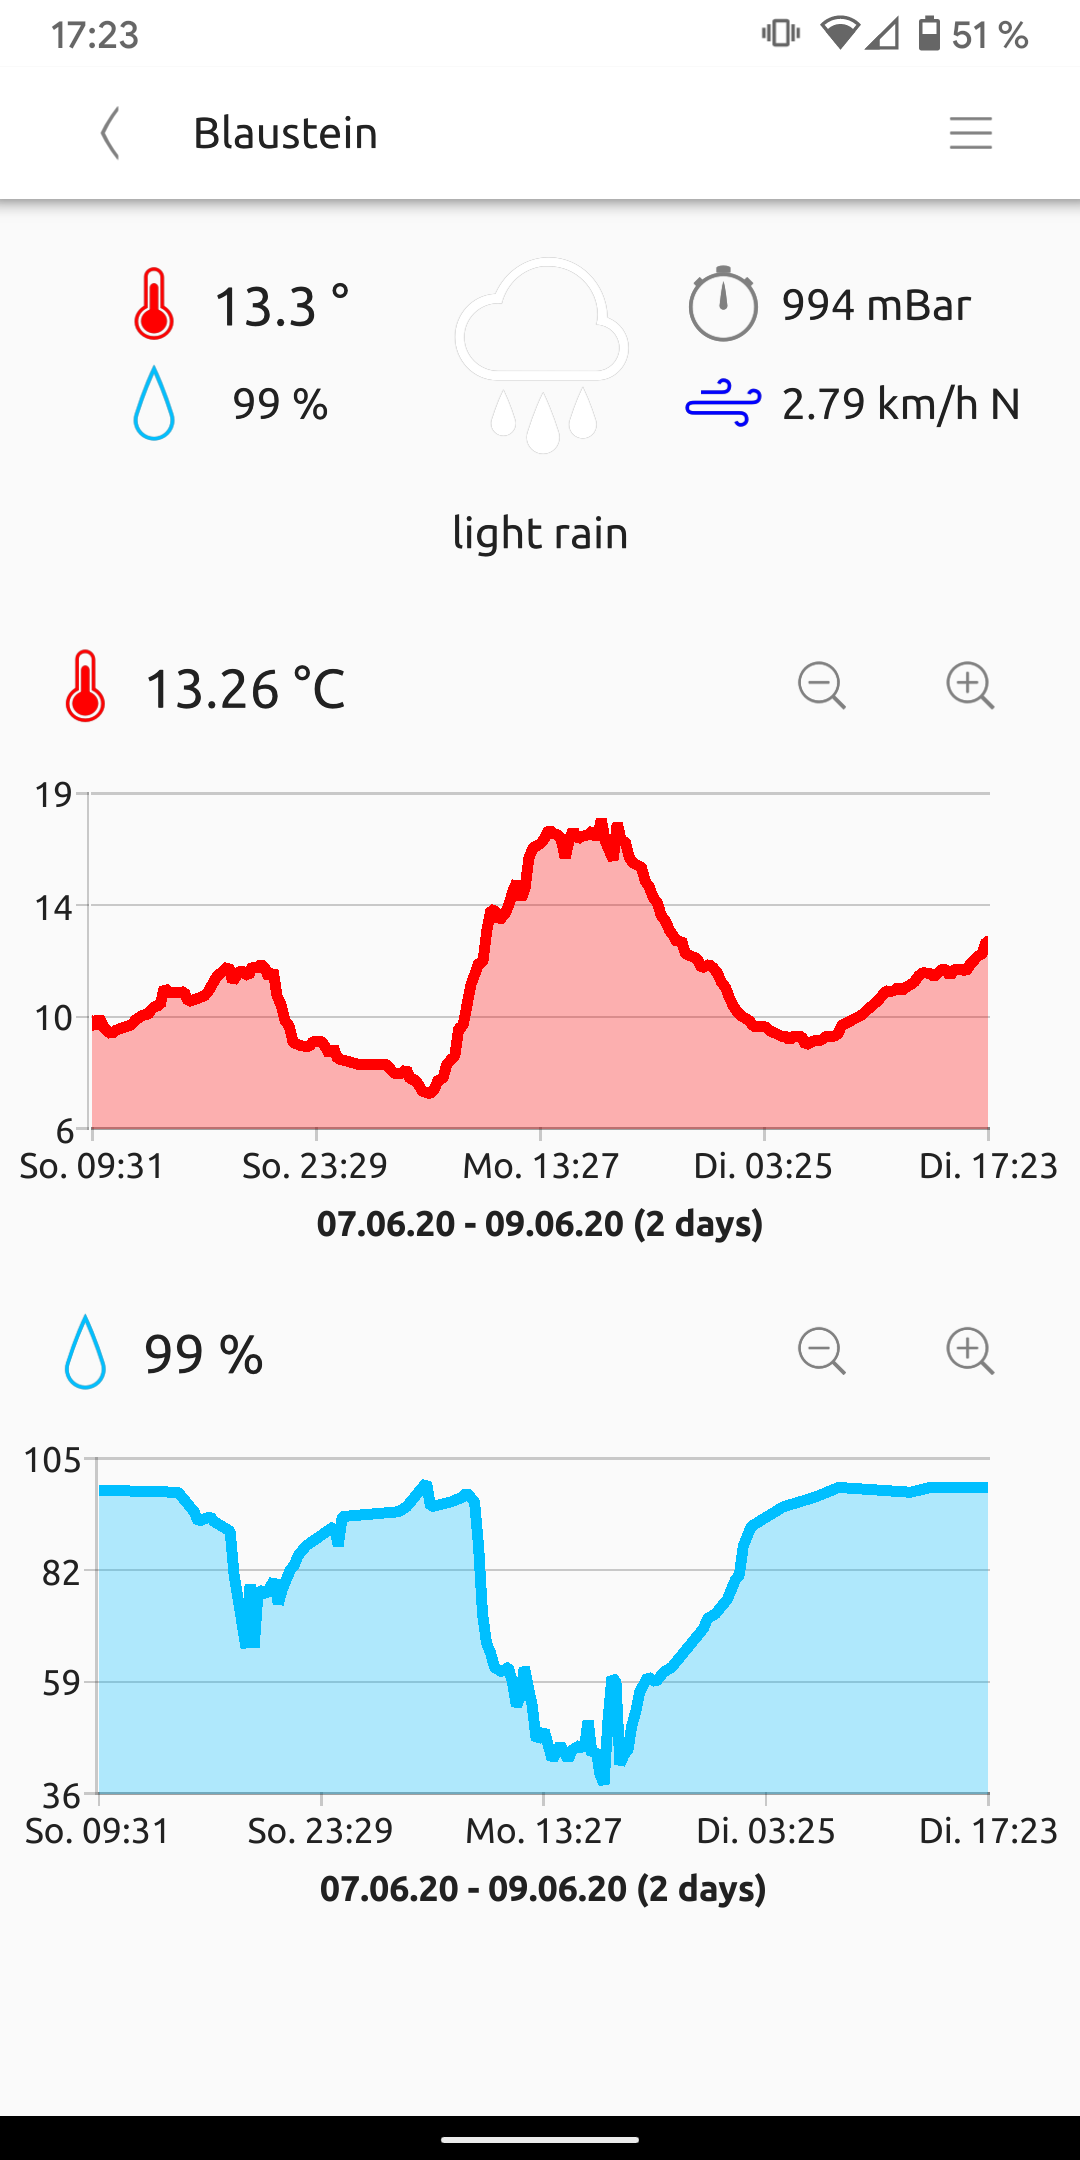 17:23 51 %
Blaustein
13.3 ° 994 mBar
99 % 2.79 km/h N
light rain
13.26 °C
19
14
10
6
So. 09:31 So. 23:29 Mo. 13:27 Di. 03:25 Di. 17:23
07.06.20 - 09.06.20 (2 days)
99 %
105
82
59
36
So. 09:31 So. 23:29 Mo. 13:27 Di. 03:25 Di. 17:23
07.06.20 - 09.06.20 (2 days)